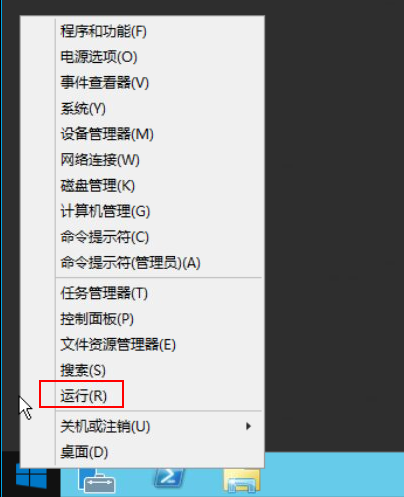 程序和功能(F)
电源选项(O)
事件查看器(V)
系统(Y)
设备管理器(M)
网络连接(W)
磁盘管理(K)
计算机管理(G)
命令提示符(C)
命令提示符(管理员)(A)
任务管理器(T)
控制面板(P)
文件资源管理器(E)
搜索(S)
运行(R)
关机或注销(U)
桌面(D)